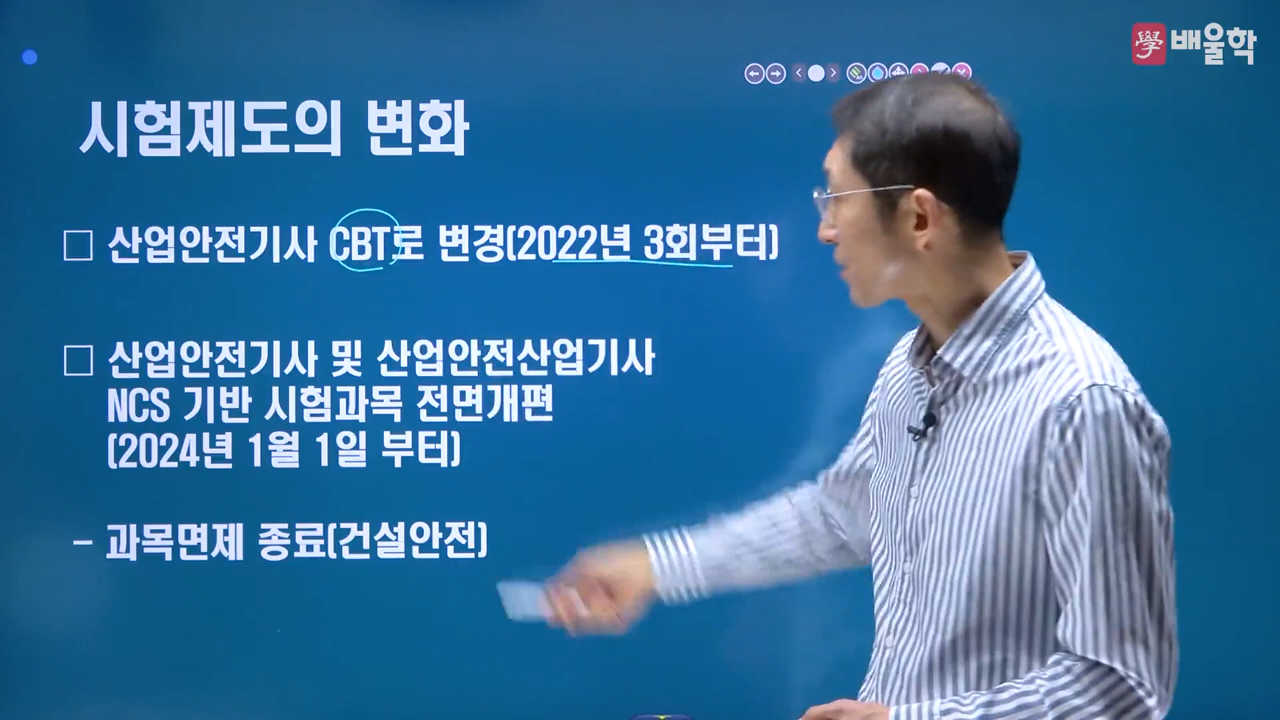 學 배울학
시험제도의 변화
□ 산업안전기사 CBT로 변경(2022년 3회부터)
□ 산업안전기사 및 산업안전산업기사
NCS 기반 시험과목 전면개편
(2024년 1월 1일 부터)
- 과목면제 종료(건설안전)